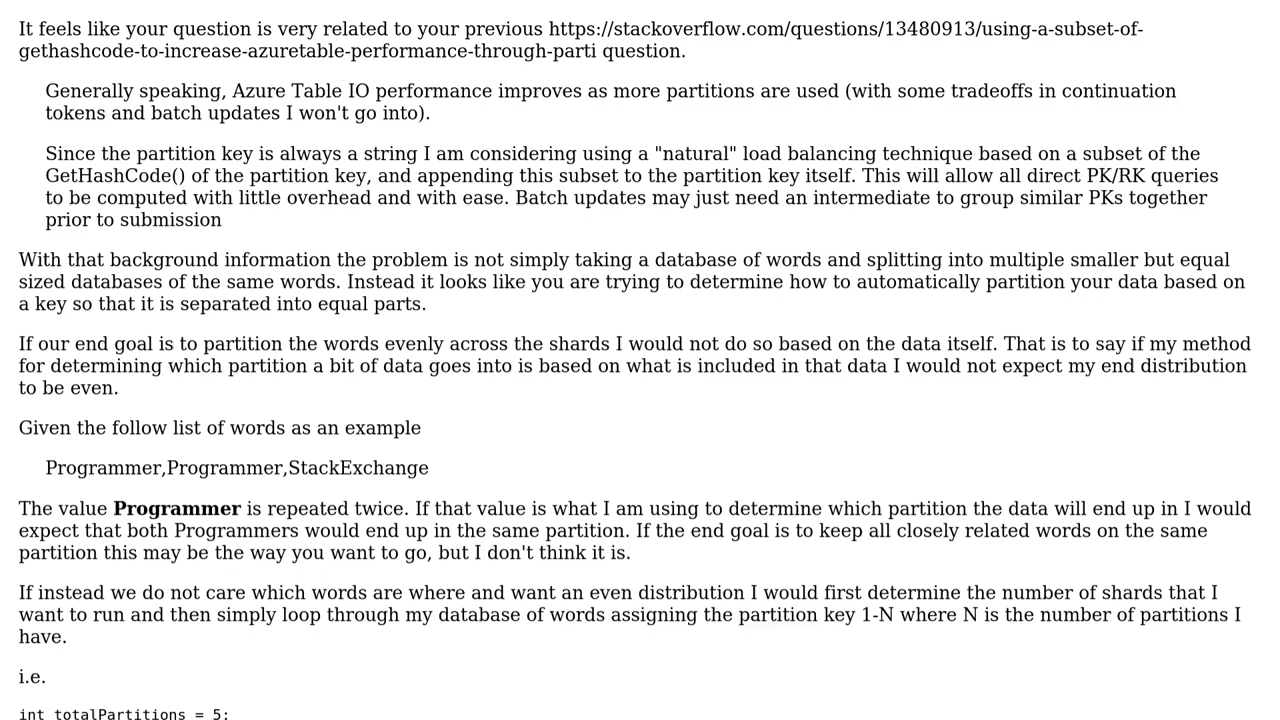 It feels like your question is very related to your previous https://stackoverflow.com/questions/13480913/using-a-subset-of-
gethashcode-to-increase-azuretable-performance-through-parti question.
Generally speaking, Azure Table IO performance improves as more partitions are used (with some tradeoffs in continuation
tokens and batch updates I won't go into).
Since the partition key is always a string I am considering using a "natural" load balancing technique based on a subset of the
GetHashCode() of the partition key, and appending this subset to the partition key itself. This will allow all direct PK/RK queries
to be computed with little overhead and with ease. Batch updates may just need an intermediate to group similar PKs together
prior to submission
With that background information the problem is not simply taking a database of words and splitting into multiple smaller but equal
sized databases of the same words. Instead it looks like you are trying to determine how to automatically partition your data based on
a key so that it is separated into equal parts.
If our end goal is to partition the words evenly across the shards I would not do so based on the data itself. That is to say if my method
for determining which partition a bit of data goes into is based on what is included in that data I would not expect my end distribution
to be even.
Given the follow list of words as an example
Programmer,Programmer,StackExchange
The value Programmer is repeated twice. If that value is what I am using to determine which partition the data will end up in I would
expect that both Programmers would end up in the same partition. If the end goal is to keep all closely related words on the same
partition this may be the way you want to go, but I don't think it is.
If instead we do not care which words are where and want an even distribution I would first determine the number of shards that I
want to run and then simply loop through my database of words assigning the partition key 1-N where N is the number of partitions I
have.
i.e.
int totalPartitions = 5;